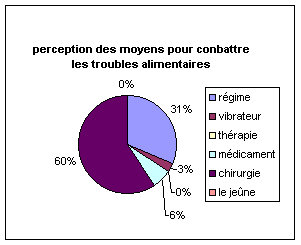 perception des moyens pour conbattre
les troubles alimentaires
0%
31%
3%
0%
6%
60%
régime
vibrateur
thérapie
médicament
chirurgie
le jeûne